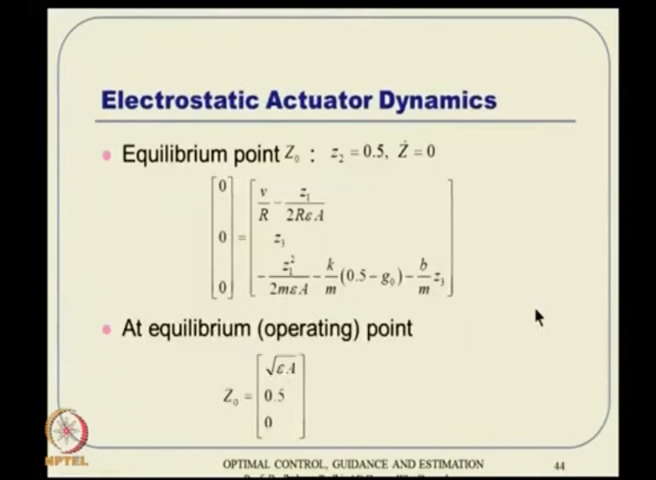 Electrostatic Actuator Dynamics
• Equilibrium point Z₀ : z₂ = 0.5, Ż = 0
[0; 0; 0] = [v/R − z₁/(2RεA); z₃; −z₁²/(2mεA) − k/m (0.5 − g₀) − b/m z₃]
• At equilibrium (operating) point
Z₀ = [√εA; 0.5; 0]
NPTEL
OPTIMAL CONTROL, GUIDANCE AND ESTIMATION 44